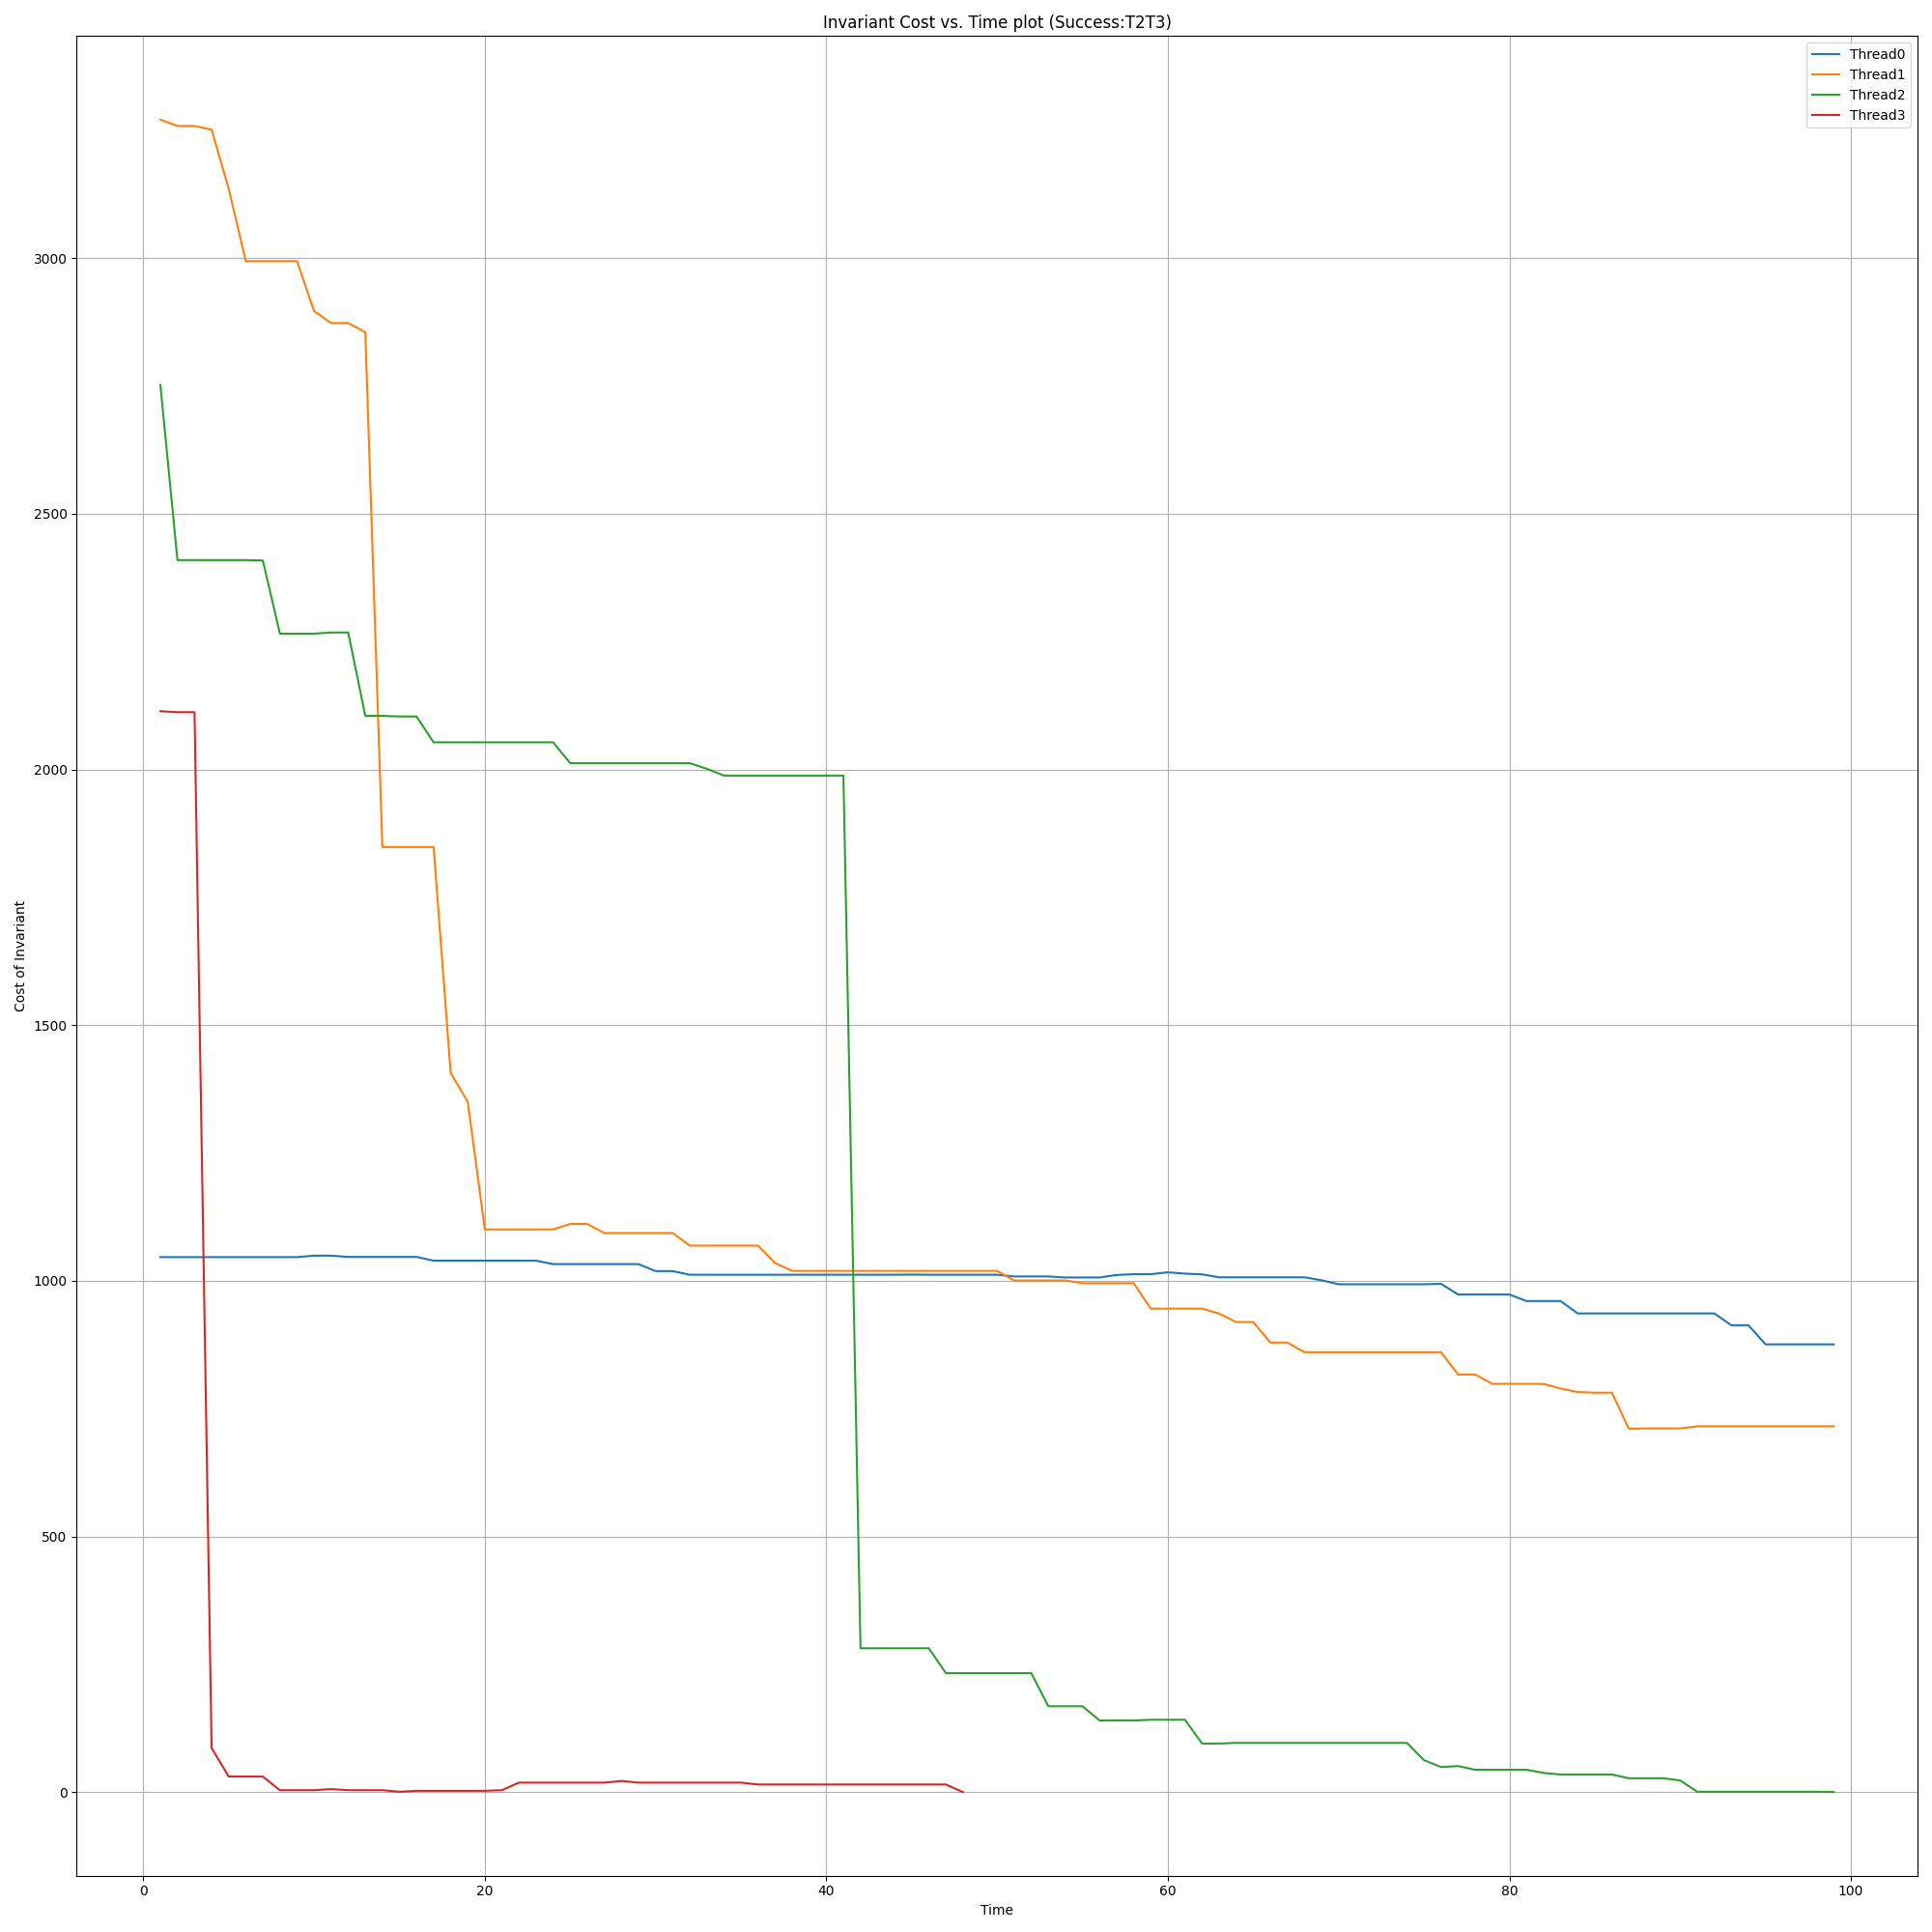 Invariant Cost vs. Time plot (Success:T2T3)
Thread0
Thread1
Thread2
Thread3
3000
2500
2000
1500
1000
500
0
Cost of Invariant
0 20 40 60 80 100
Time